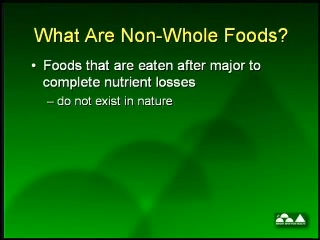 What Are Non-Whole Foods?
• Foods that are eaten after major to
complete nutrient losses
– do not exist in nature